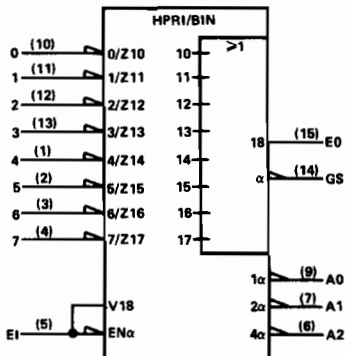 HPRI/BIN
≥1
0 (10) 0/Z10 10
1 (11) 1/Z11 11
2 (12) 2/Z12 12
3 (13) 3/Z13 13
18 (15) E0
4 (1) 4/Z14 14
α (14) GS
5 (2) 5/Z15 15
6 (3) 6/Z16 16
7 (4) 7/Z17 17
1α (9) A0
V18 2α (7) A1
EI (5) ENα 4α (6) A2